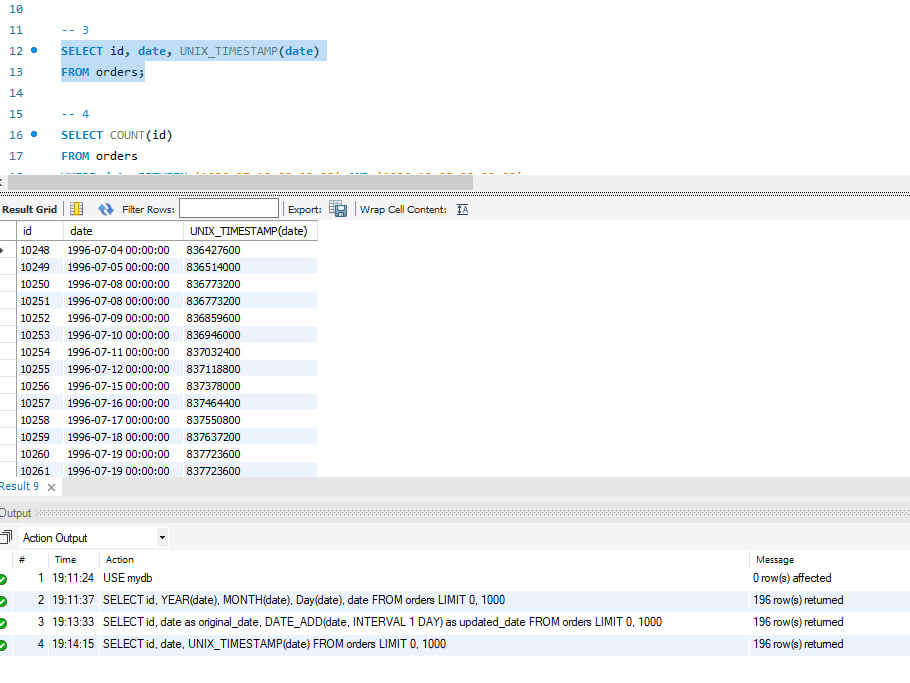 10
11 -- 3
12 SELECT id, date, UNIX_TIMESTAMP(date)
13 FROM orders;
14
15 -- 4
16 SELECT COUNT(id)
17 FROM orders
Result Grid Filter Rows: Export: Wrap Cell Content:
id date UNIX_TIMESTAMP(date)
10248 1996-07-04 00:00:00 836427600
10249 1996-07-05 00:00:00 836514000
10250 1996-07-08 00:00:00 836773200
10251 1996-07-08 00:00:00 836773200
10252 1996-07-09 00:00:00 836859600
10253 1996-07-10 00:00:00 836946000
10254 1996-07-11 00:00:00 837032400
10255 1996-07-12 00:00:00 837118800
10256 1996-07-15 00:00:00 837378000
10257 1996-07-16 00:00:00 837464400
10258 1996-07-17 00:00:00 837550800
10259 1996-07-18 00:00:00 837637200
10260 1996-07-19 00:00:00 837723600
10261 1996-07-19 00:00:00 837723600
Result 9
Output
Action Output
# Time Action Message
1 19:11:24 USE mydb 0 row(s) affected
2 19:11:37 SELECT id, YEAR(date), MONTH(date), Day(date), date FROM orders LIMIT 0, 1000 196 row(s) returned
3 19:13:33 SELECT id, date as original_date, DATE_ADD(date, INTERVAL 1 DAY) as updated_date FROM orders LIMIT 0, 1000 196 row(s) returned
4 19:14:15 SELECT id, date, UNIX_TIMESTAMP(date) FROM orders LIMIT 0, 1000 196 row(s) returned